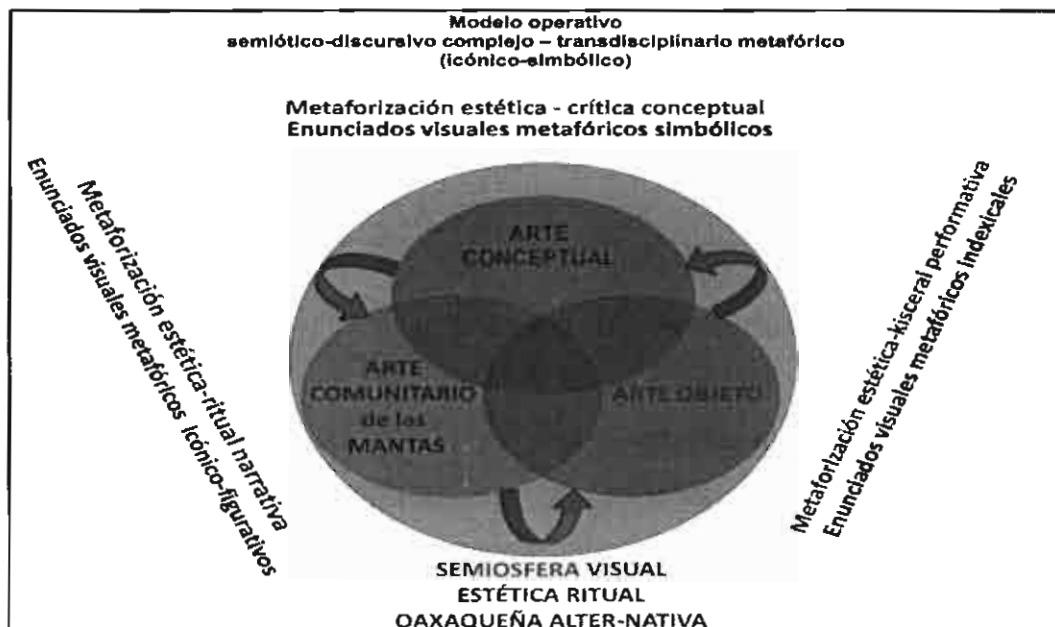 Modelo operativo
semiótico-discursivo complejo – transdisciplinario metafórico
(icónico-simbólico)
Metaforización estética - crítica conceptual
Enunciados visuales metafóricos simbólicos
Metaforización estética-ritual narrativa
Enunciados visuales metafóricos icónico-figurativos
ARTE
CONCEPTUAL
ARTE
COMUNITARIO
de las
MANTAS
ARTE OBJETO
Metaforización estética-kisceral performativa
Enunciados visuales metafóricos indexicales
SEMIOSFERA VISUAL
ESTÉTICA RITUAL
OAXAQUEÑA ALTER-NATIVA